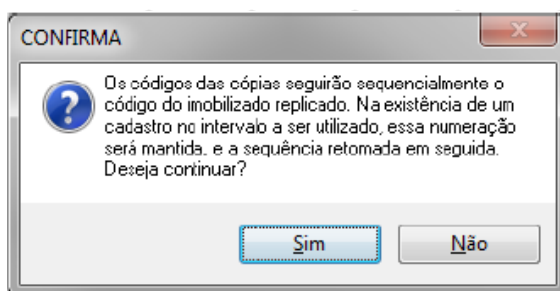 CONFIRMA
Os códigos das cópias seguirão sequencialmente o
código do imobilizado replicado. Na existência de um
cadastro no intervalo a ser utilizado, essa numeração
será mantida, e a sequência retomada em seguida.
Deseja continuar?
Sim
Não